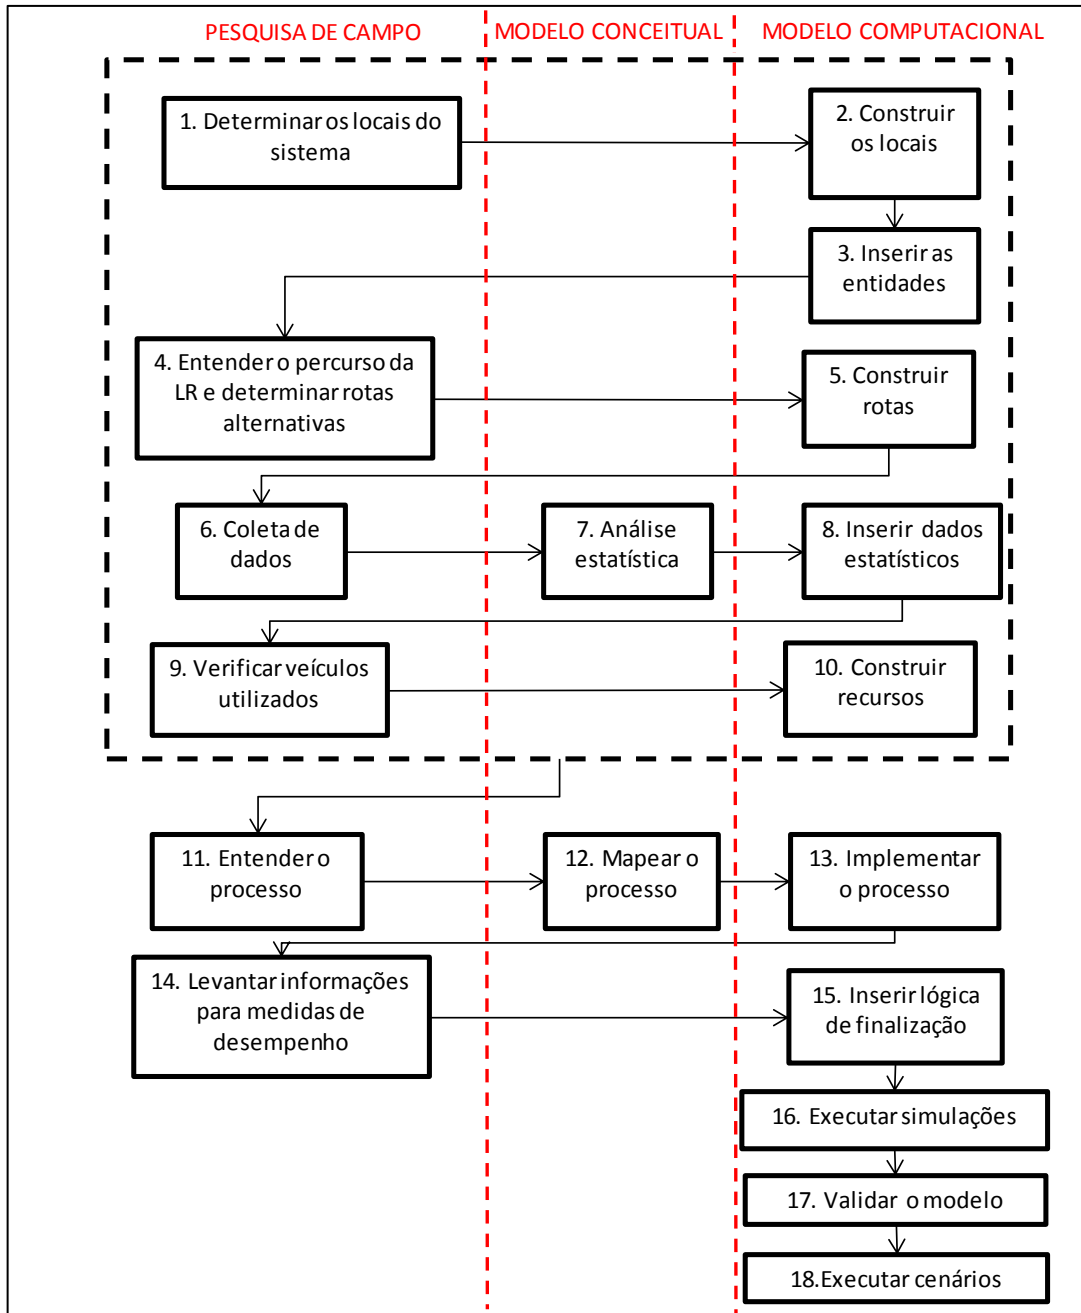 PESQUISA DE CAMPO
MODELO CONCEITUAL
MODELO COMPUTACIONAL
1. Determinar os locais do
sistema
2. Construir
os locais
3. Inserir as
entidades
4. Entender o percurso da
LR e determinar rotas
alternativas
5. Construir
rotas
6. Coleta de
dados
7. Análise
estatística
8. Inserir dados
estatísticos
9. Verificar veículos
utilizados
10. Construir
recursos
11. Entender o
processo
12. Mapear o
processo
13. Implementar
o processo
14. Levantar informações
para medidas de
desempenho
15. Inserir lógica
de finalização
16. Executar simulações
17. Validar o modelo
18.Executar cenários